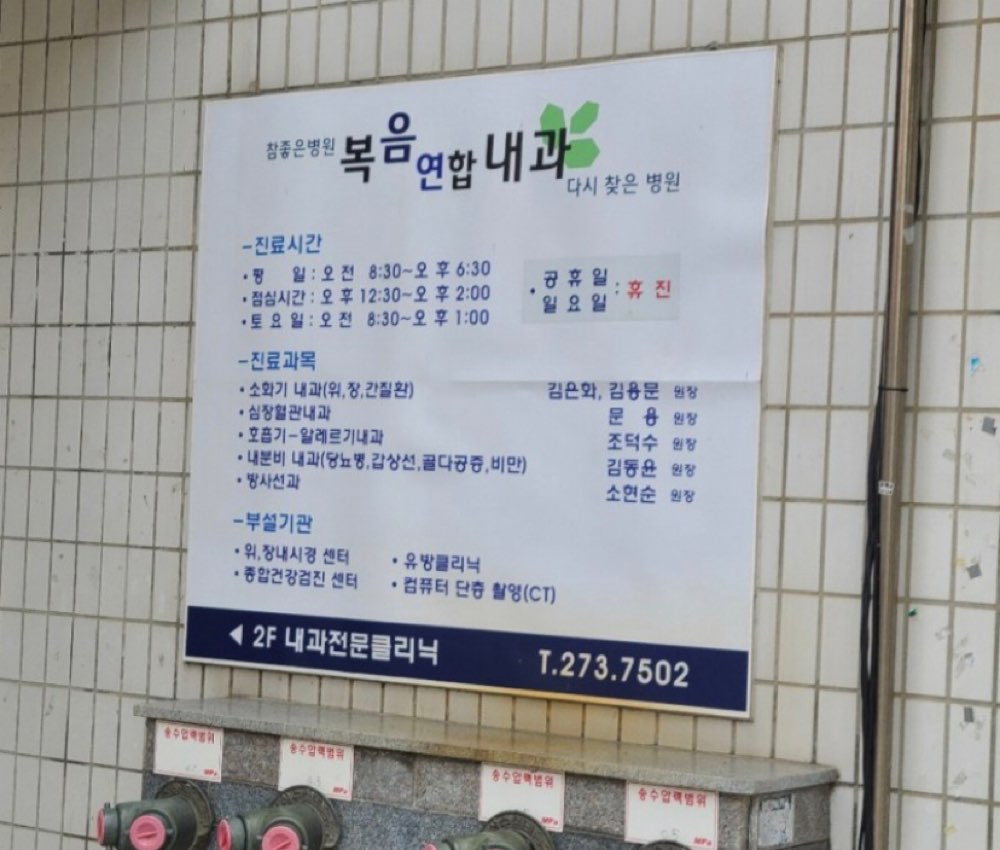 참좋은병원 복음연합내과 다시 찾은 병원
-진료시간
• 평 일 : 오전 8:30~오후 6:30
• 점심시간 : 오후 12:30~오후 2:00
• 토요일 : 오전 8:30~오후 1:00
• 공휴일 일요일 : 휴진
-진료과목
• 소화기 내과(위,장,간질환) 김은화, 김용문 원장
• 심장혈관내과 문 용 원장
• 호흡기-알레르기내과 조덕수 원장
• 내분비 내과(당뇨병,갑상선,골다공증,비만) 김동윤 원장
• 방사선과 소현순 원장
-부설기관
• 위,장내시경 센터 • 유방클리닉
• 종합건강검진 센터 • 컴퓨터 단층 촬영(CT)
◀ 2F 내과전문클리닉 T.273.7502
송수압력범위
MPa
송수압력범위
MPa
송수압력범위
MPa
송수압력범위
MPa